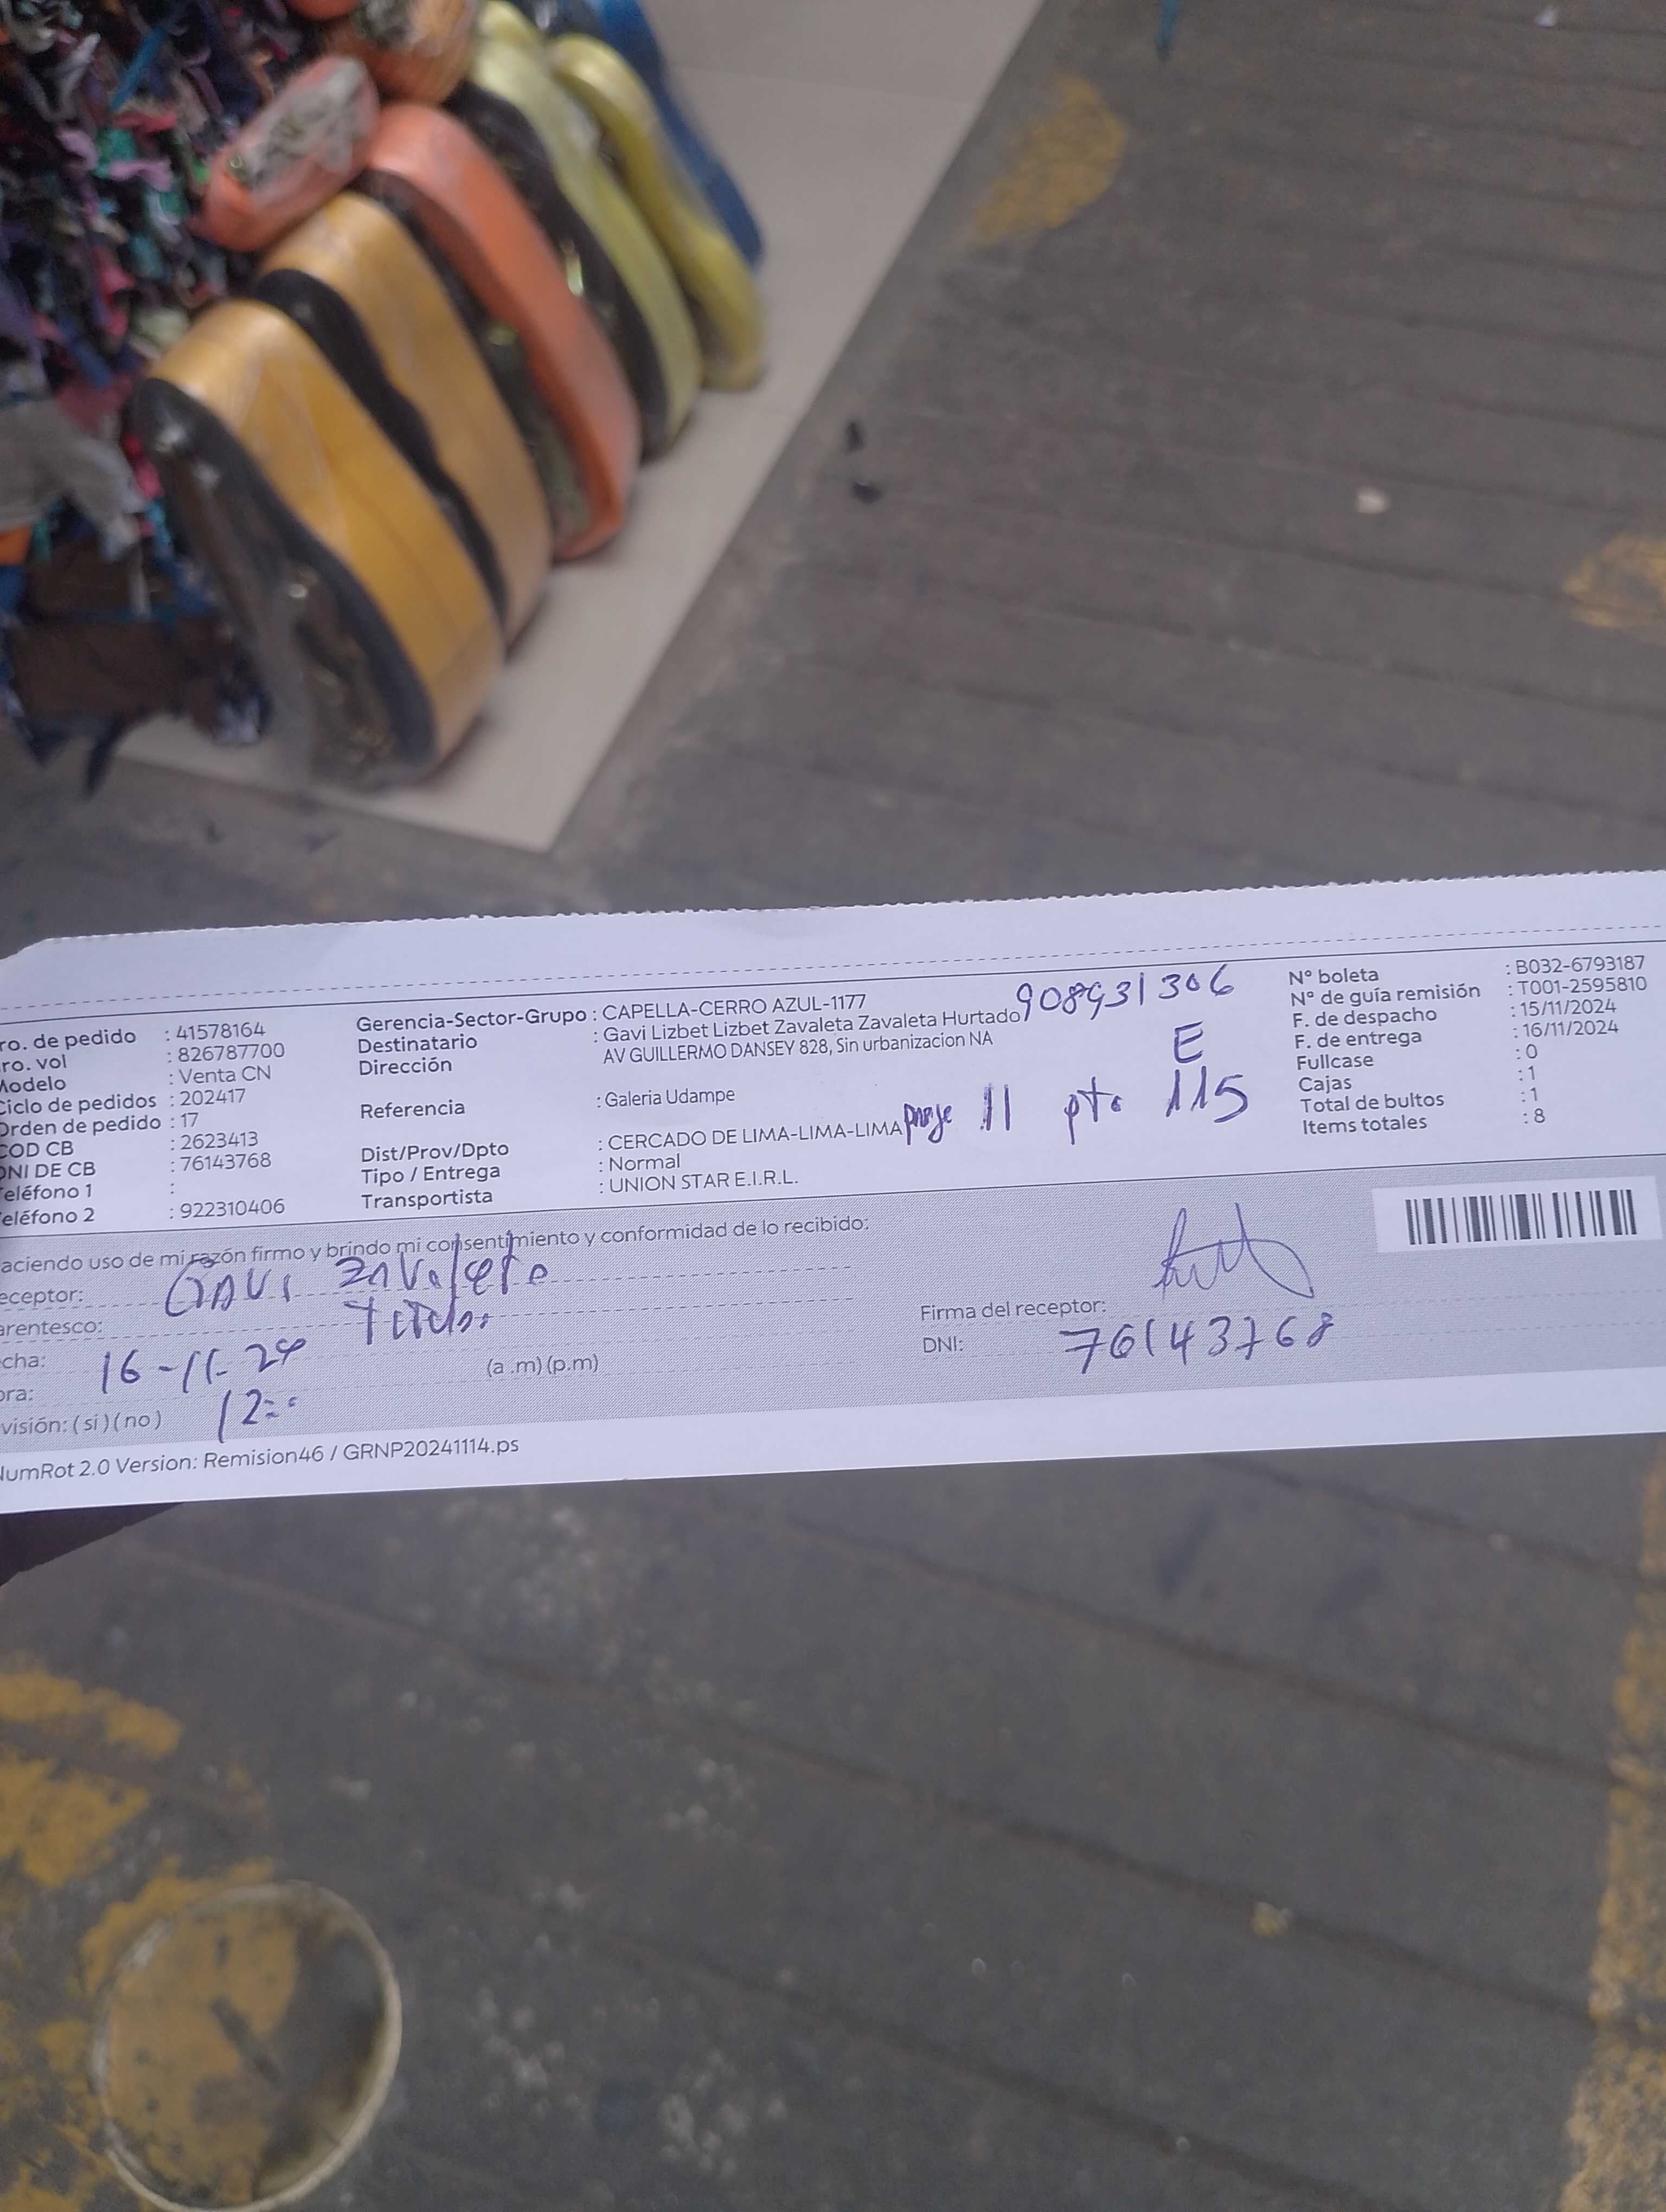 ro. de pedido : 41578164
ro. vol : 826787700
Modelo : Venta CN
Ciclo de pedidos : 202417
Orden de pedido : 17
COD CB : 2623413
DNI DE CB : 76143768
eléfono 1 :
eléfono 2 : 922310406
Gerencia-Sector-Grupo : CAPELLA-CERRO AZUL-1177
Destinatario : Gavi Lizbet Lizbet Zavaleta Zavaleta Hurtado
Dirección AV GUILLERMO DANSEY 828, Sin urbanizacion NA
Referencia : Galeria Udampe
Dist/Prov/Dpto : CERCADO DE LIMA-LIMA-LIMA
Tipo / Entrega : Normal
Transportista : UNION STAR E.I.R.L.
908931306
E
11 pto 115
N° boleta : B032-6793187
N° de guía remisión : T001-2595810
F. de despacho : 15/11/2024
F. de entrega : 16/11/2024
Fullcase : 0
Cajas : 1
Total de bultos : 1
Items totales : 8
aciendo uso de mi razón firmo y brindo mi consentimiento y conformidad de lo recibido:
eceptor: Gavi Zavaleta
arentesco:
cha: 16-11-24
ora: (a .m) (p.m)
visión: ( si ) ( no )
Firma del receptor:
DNI: 76143768
NumRot 2.0 Version: Remision46 / GRNP20241114.ps